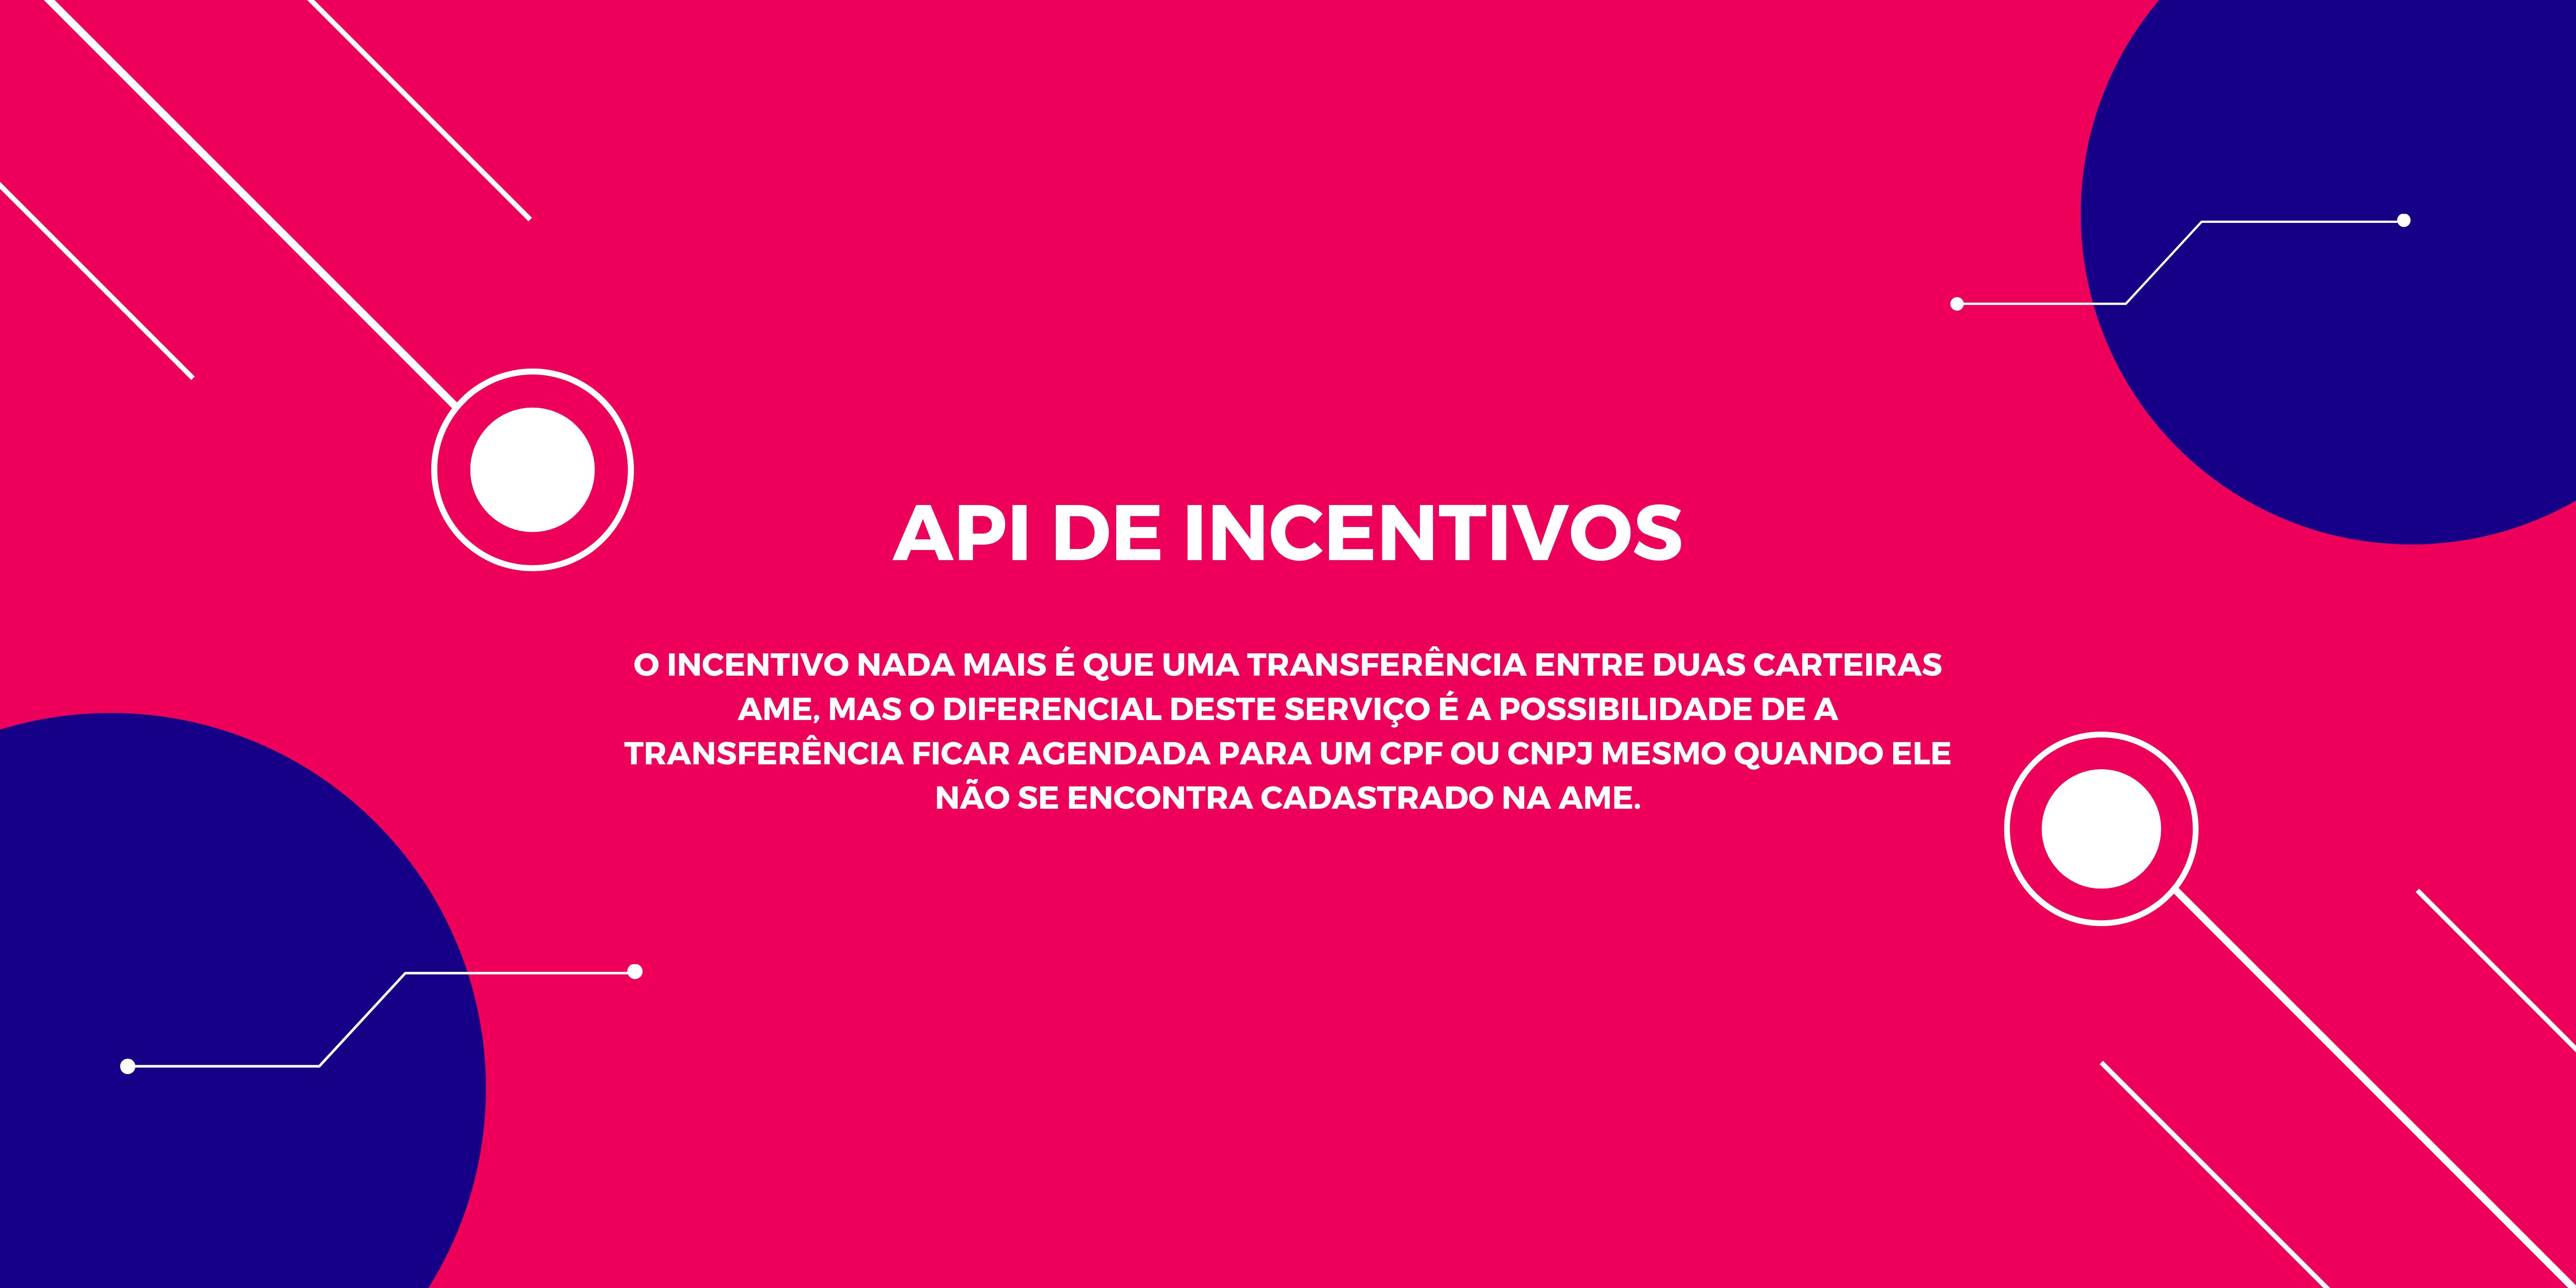 API DE INCENTIVOS
O INCENTIVO NADA MAIS É QUE UMA TRANSFERÊNCIA ENTRE DUAS CARTEIRAS
AME, MAS O DIFERENCIAL DESTE SERVIÇO É A POSSIBILIDADE DE A
TRANSFERÊNCIA FICAR AGENDADA PARA UM CPF OU CNPJ MESMO QUANDO ELE
NÃO SE ENCONTRA CADASTRADO NA AME.